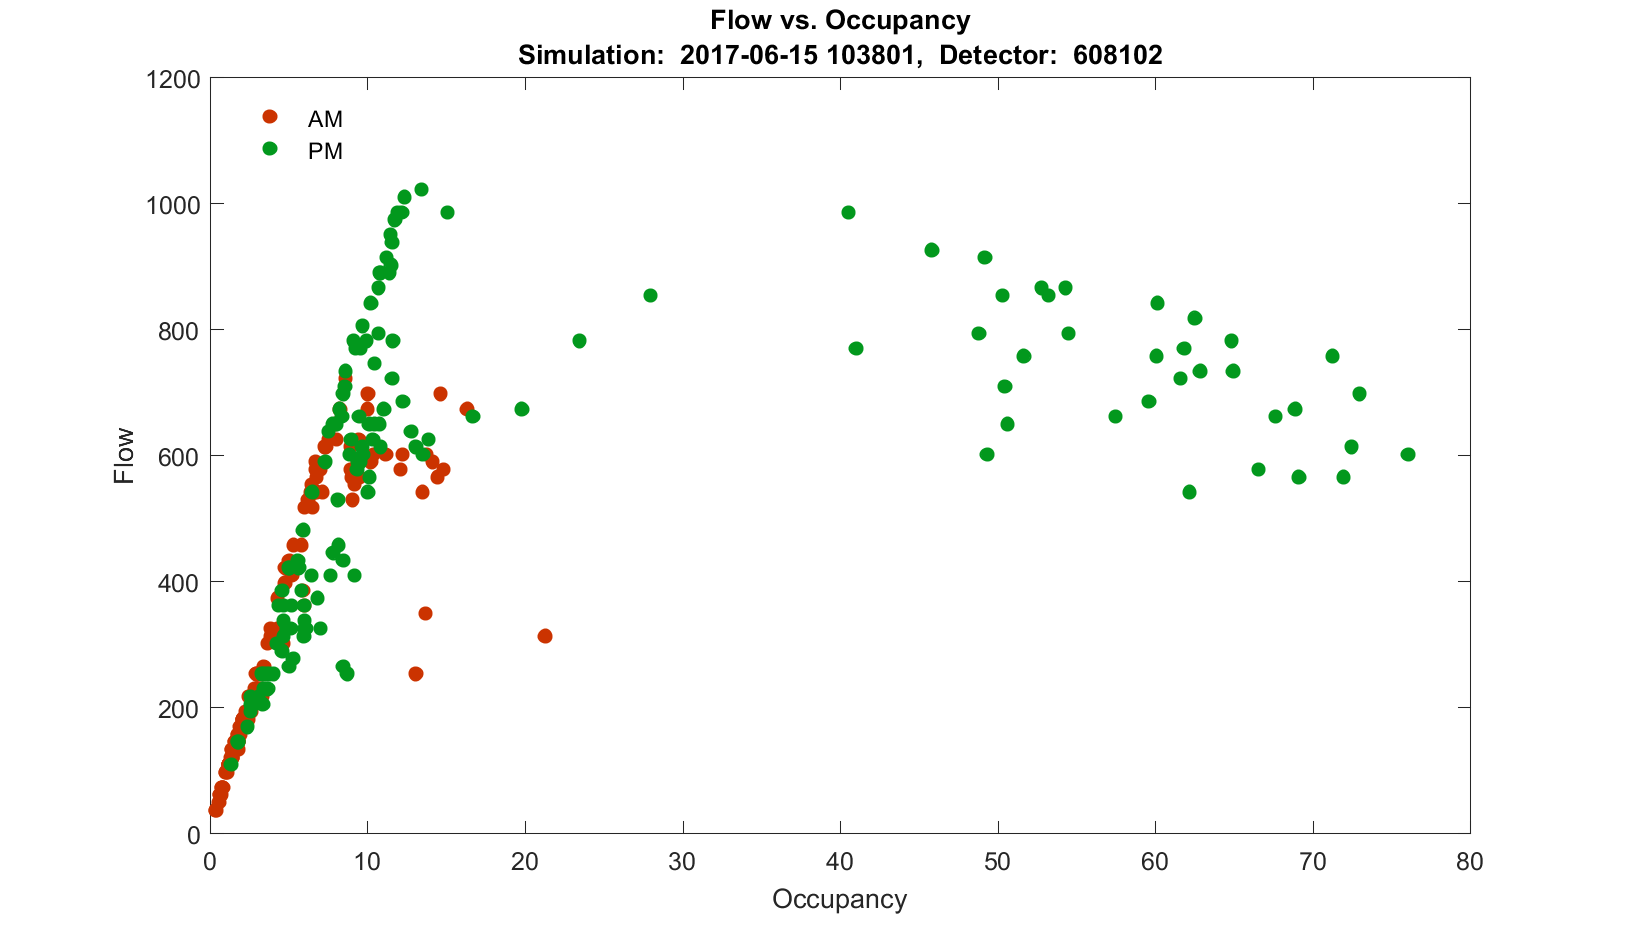 Flow vs. Occupancy
Simulation:  2017-06-15 103801,  Detector:  608102
1200
AM
PM
1000
800
600
Flow
400
200
0
0 10 20 30 40 50 60 70 80
Occupancy